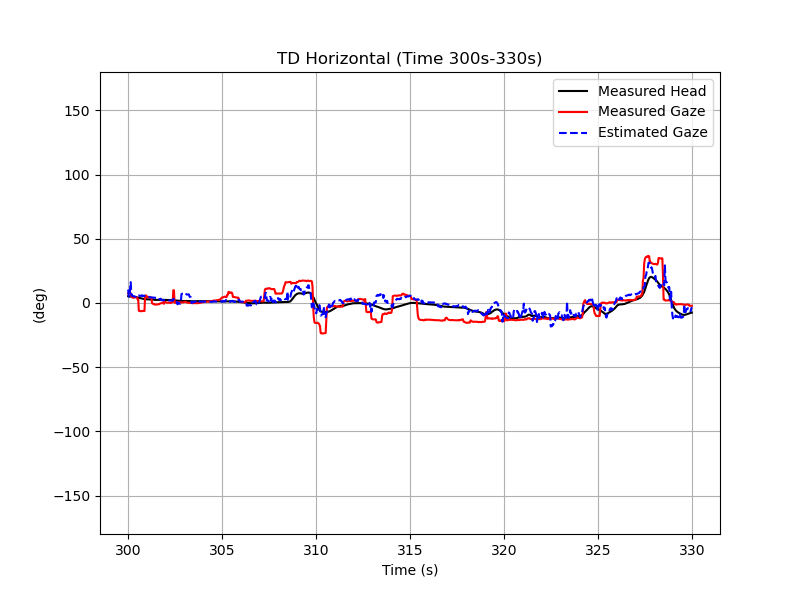 TD Horizontal (Time 300s-330s)
Measured Head
Measured Gaze
Estimated Gaze
150
100
50
0
−50
−100
−150
(deg)
300
305
310
315
320
325
330
Time (s)